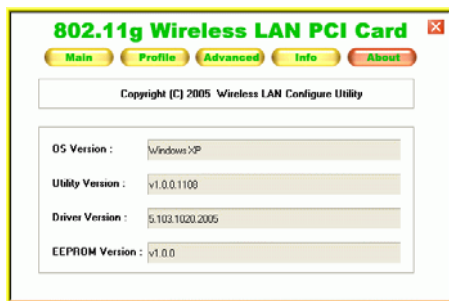 802.11g Wireless LAN PCI Card
Main Profile Advanced Info About
Copyright (C) 2005 Wireless LAN Configure Utility
OS Version : Windows XP
Utility Version : v1.0.0.1108
Driver Version : 5.103.1020.2005
EEPROM Version : v1.0.0